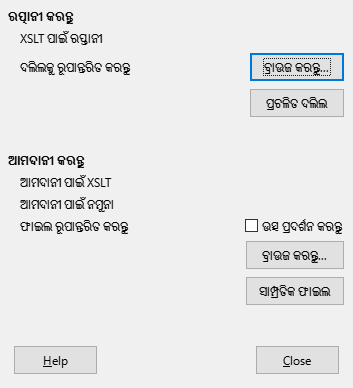 ରପ୍ତାନୀ କରନ୍ତୁ
XSLT ପାଇଁ ରପ୍ତାନୀ
ଦଲିଲକୁ ରୂପାନ୍ତରିତ କରନ୍ତୁ
ବ୍ରାଉଜ କରନ୍ତୁ...
ପ୍ରଚଳିତ ଦଲିଲ
ଆମଦାନୀ କରନ୍ତୁ
ଆମଦାନୀ ପାଇଁ XSLT
ଆମଦାନୀ ପାଇଁ ନମୁନା
ଫାଇଲ ରୂପାନ୍ତରିତ କରନ୍ତୁ
ଉତ୍ସ ପ୍ରଦର୍ଶନ କରନ୍ତୁ
ବ୍ରାଉଜ କରନ୍ତୁ...
ସାମ୍ପ୍ରତିକ ଫାଇଲ
Help
Close